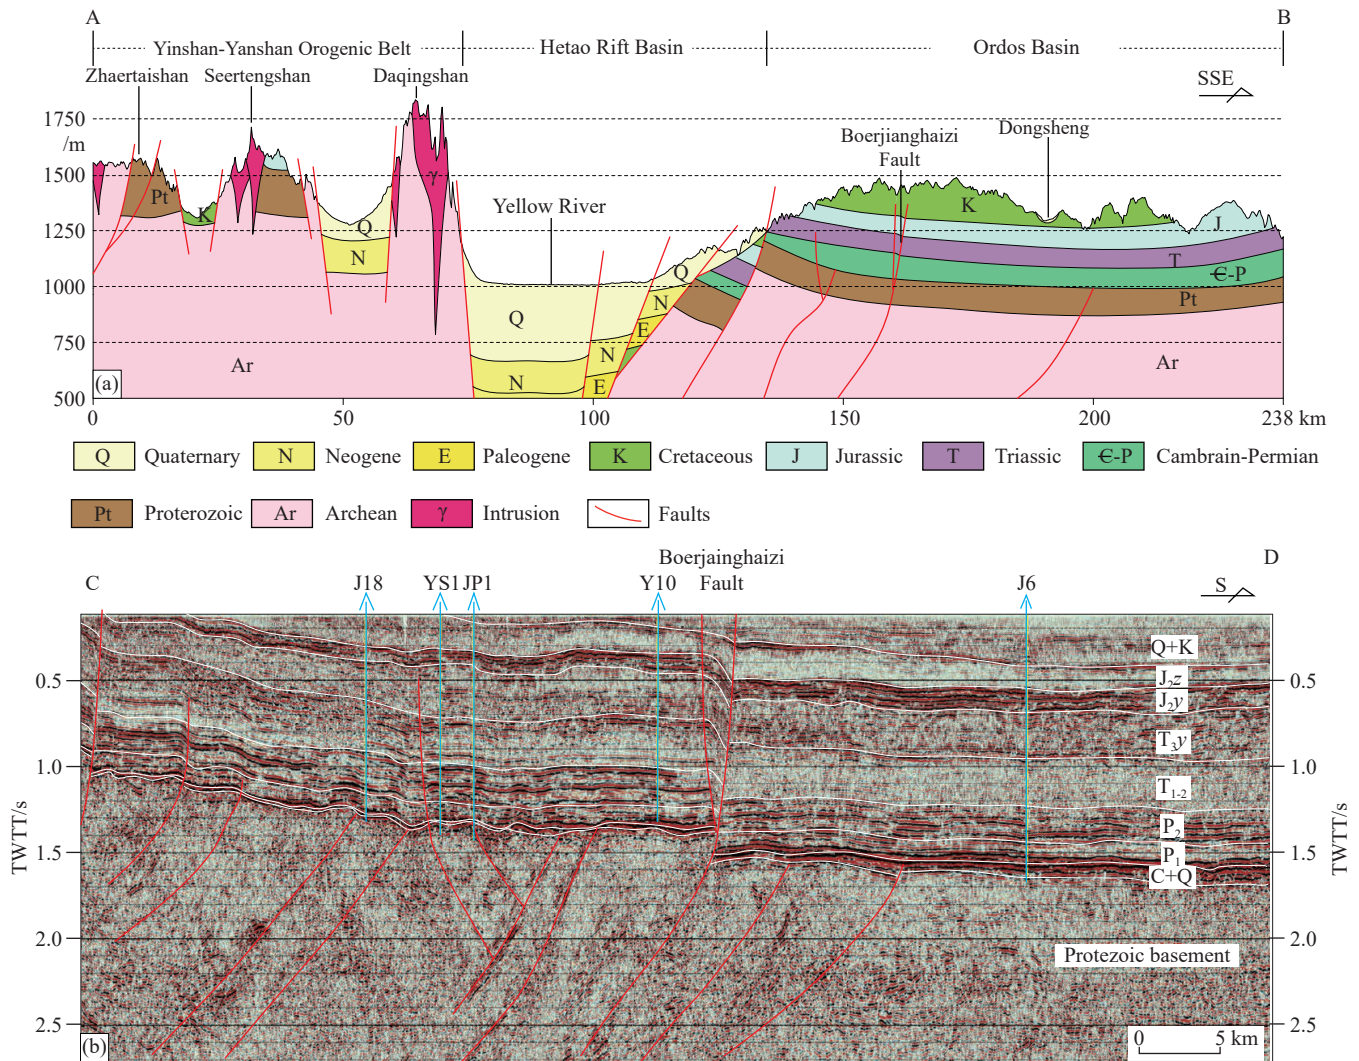 A
B
Yinshan-Yanshan Orogenic Belt
Hetao Rift Basin
Ordos Basin
Zhaertaishan
Seertengshan
Daqingshan
SSE
1750
/m
1500
1250
1000
750
500
Boerjianghaizi
Fault
Dongsheng
Yellow River
Pt
K
Q
N
γ
Ar
Q
N
Q
N
E
N
E
K
J
T
Є-P
Pt
Ar
(a)
0
50
100
150
200
238 km
Q Quaternary
N Neogene
E Paleogene
K Cretaceous
J Jurassic
T Triassic
Є-P Cambrain-Permian
Pt Proterozoic
Ar Archean
γ Intrusion
Faults
C
J18
YS1
JP1
Y10
Boerjainghaizi
Fault
J6
S
D
0.5
1.0
1.5
2.0
2.5
TWTT/s
Q+K
J₂z
J₂y
T₃y
T₁₋₂
P₂
P₁
C+Q
Protezoic basement
0.5
1.0
1.5
2.0
2.5
TWTT/s
(b)
0 5 km